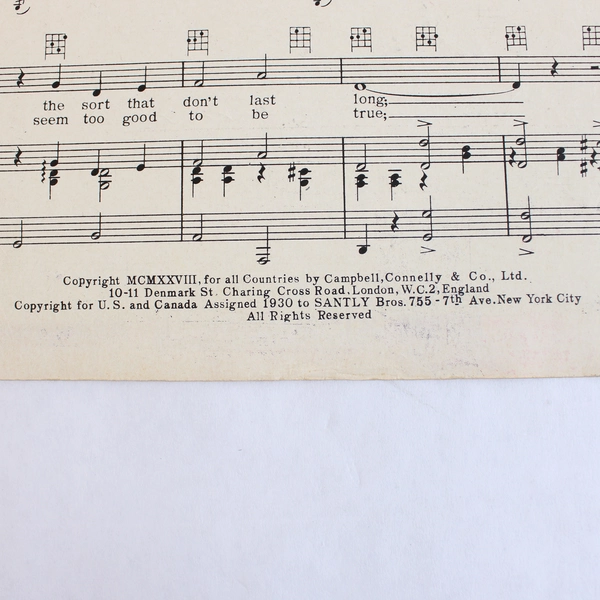 the sort that don't last long;
seem too good to be true;
Copyright MCMXXVIII, for all Countries by Campbell, Connelly & Co., Ltd.
10-11 Denmark St. Charing Cross Road, London, W.C.2, England
Copyright for U.S. and Canada Assigned 1930 to SANTLY Bros. 755-7th Ave. New York City
All Rights Reserved